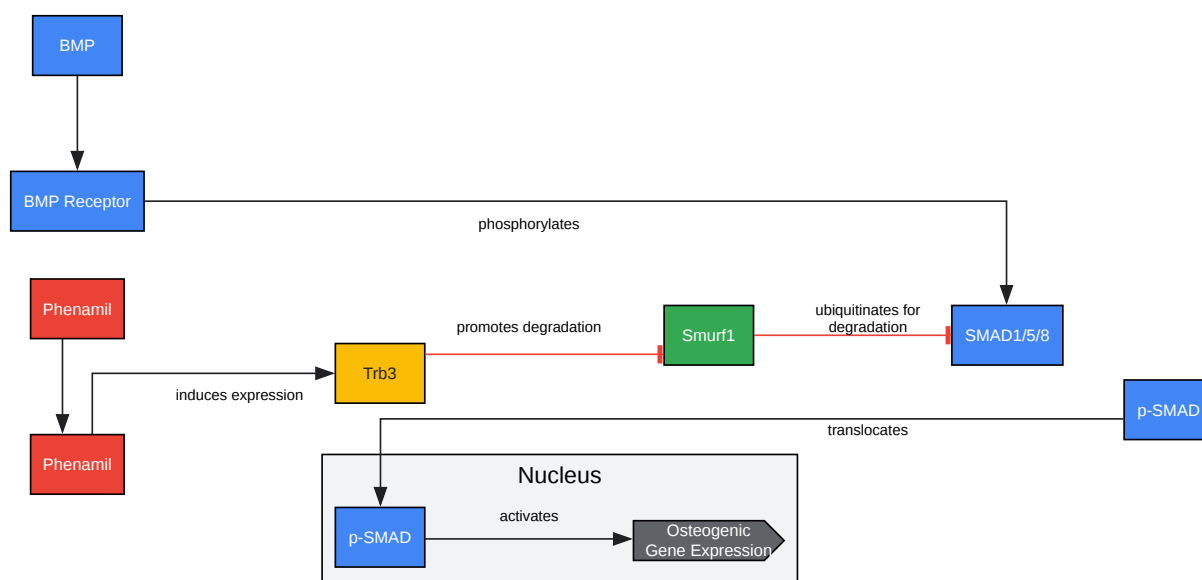 BMP
BMP Receptor
phosphorylates
Phenamil
promotes degradation
Smurf1
ubiquitinates for
degradation
SMAD1/5/8
Trb3
induces expression
p-SMAD
translocates
Phenamil
Nucleus
p-SMAD
activates
Osteogenic
Gene Expression